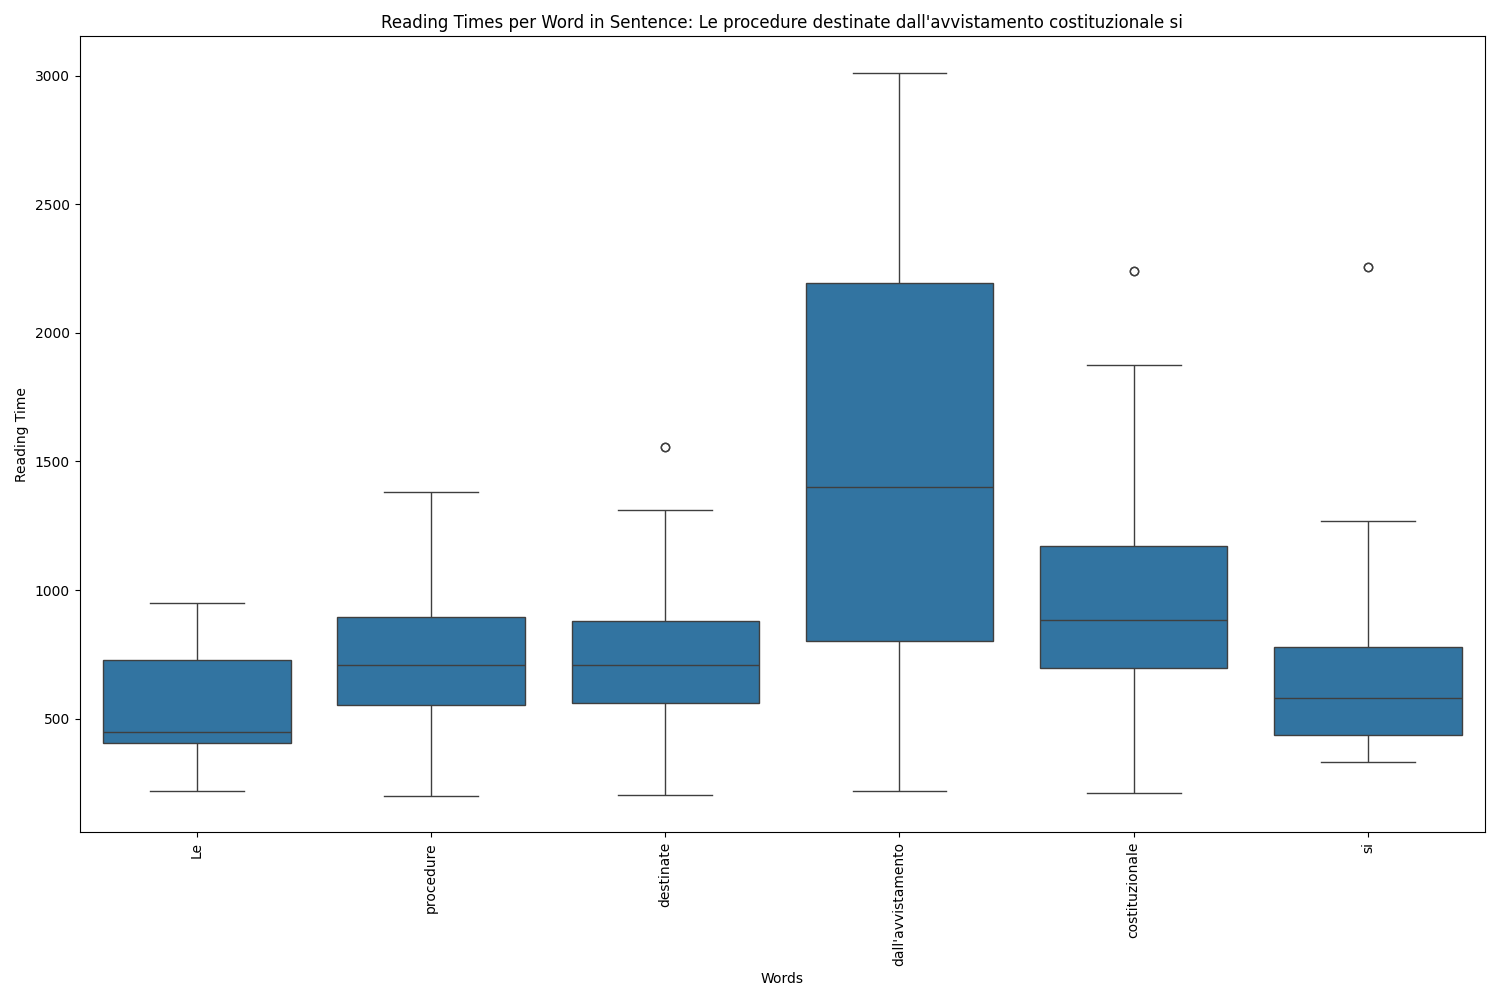 Reading Times per Word in Sentence: Le procedure destinate dall'avvistamento costituzionale si
3000
2500
2000
1500
1000
500
Reading Time
Le
procedure
destinate
dall'avvistamento
costituzionale
si
Words